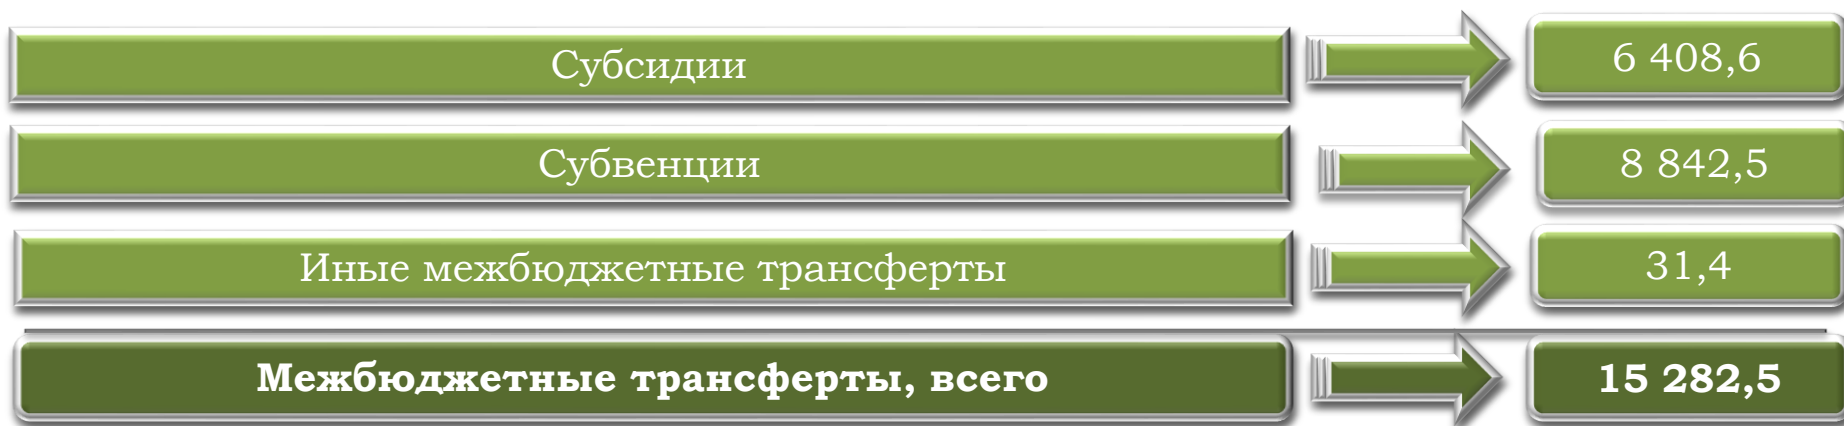 Субсидии 6 408,6
Субвенции 8 842,5
Иные межбюджетные трансферты 31,4
Межбюджетные трансферты, всего 15 282,5